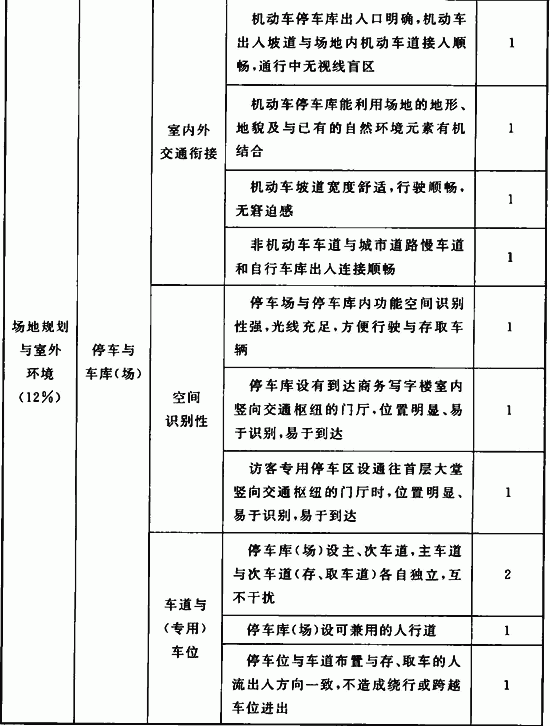 机动车停车库出入口明确,机动车
出人坡道与场地内机动车道接人顺
畅,通行中无视线盲区
1
室内外
交通衔接
机动车停车库能利用场地的地形、
地貌及与已有的自然环境元素有机
结合
1
机动车坡道宽度舒适,行驶顺畅,
无窘迫感
1
非机动车车道与城市道路慢车道
和自行车库出人连接顺畅
1
场地规划
与室外
环境
(12%)
停车与
车库(场)
空间
识别性
停车场与停车库内功能空间识别
性强,光线充足,方便行驶与存取车
辆
1
停车库设有到达商务写字楼室内
竖向交通枢纽的门厅,位置明显、易
于识别,易于到达
1
访客专用停车区设通往首层大堂
竖向交通枢纽的门厅时,位置明显、
易于识别,易于到达
1
车道与
(专用)
车位
停车库(场)设主、次车道,主车道
与次车道(存、取车道)各自独立,互
不干扰
2
停车库(场)设可兼用的人行道
1
停车位与车道布置与存、取车的人
流出人方向一致,不造成绕行或跨越
车位进出
1